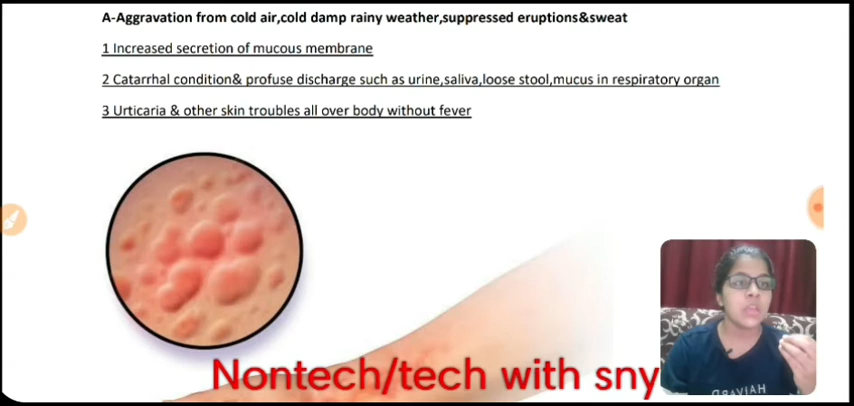 A-Aggravation from cold air,cold damp rainy weather,suppressed eruptions&sweat
1 Increased secretion of mucous membrane
2 Catarrhal condition& profuse discharge such as urine,saliva,loose stool,mucus in respiratory organ
3 Urticaria & other skin troubles all over body without fever
Nontech/tech with sny